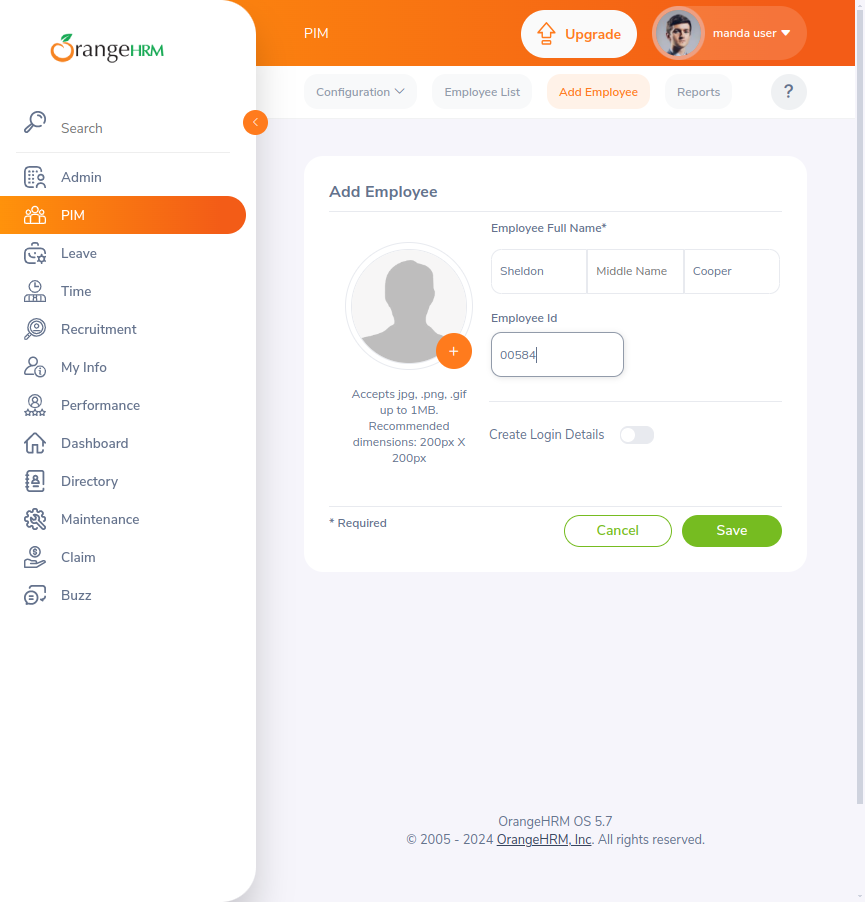 OrangeHRM
Search
Admin
PIM
Leave
Time
Recruitment
My Info
Performance
Dashboard
Directory
Maintenance
Claim
Buzz
PIM
Upgrade
manda user
Configuration
Employee List
Add Employee
Reports
?
Add Employee
Employee Full Name*
Sheldon
Middle Name
Cooper
Employee Id
00584
Accepts jpg, .png, .gif
up to 1MB.
Recommended
dimensions: 200px X
200px
Create Login Details
* Required
Cancel
Save
OrangeHRM OS 5.7
© 2005 - 2024 OrangeHRM, Inc. All rights reserved.